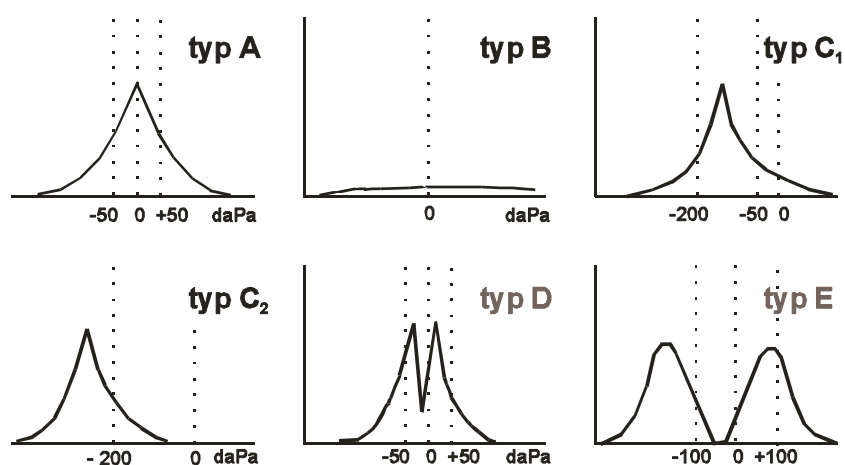 typ A
-50 0 +50 daPa
typ B
0 daPa
typ C1
-200 -50 0
typ C2
- 200 0 daPa
typ D
-50 0 +50 daPa
typ E
-100 0 +100